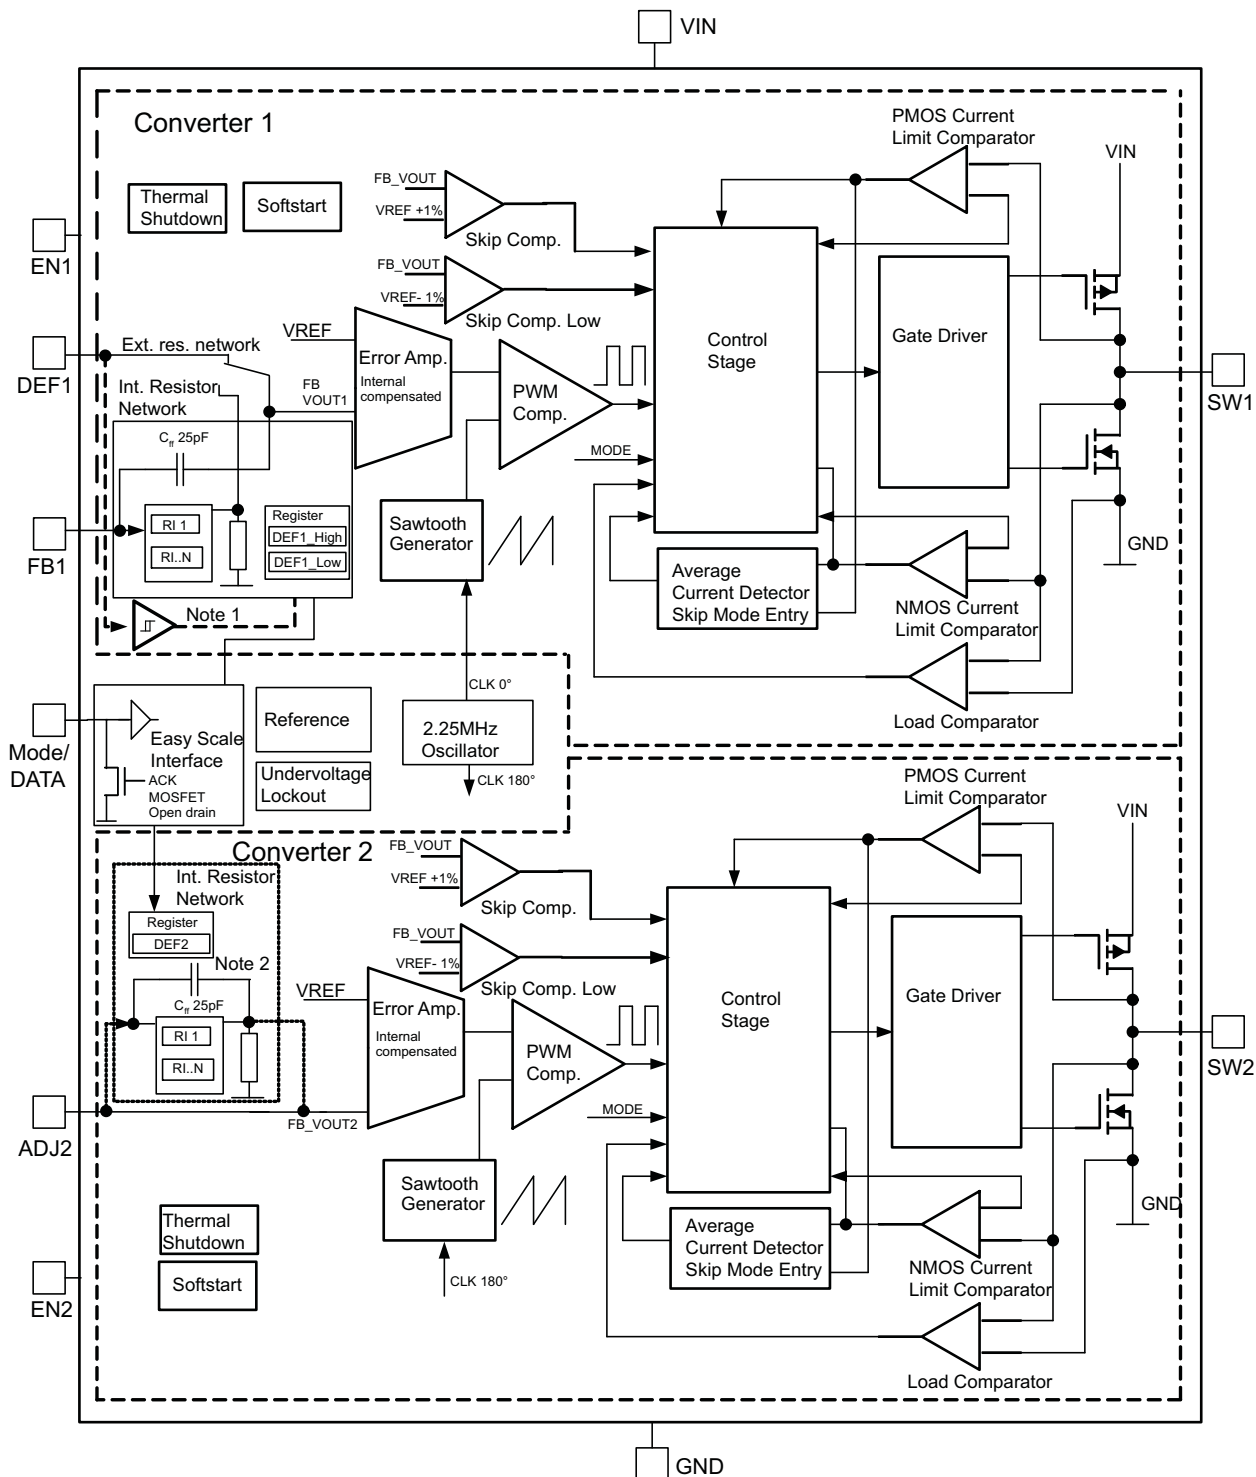 VIN
Converter 1
PMOS Current
Limit Comparator
VIN
Thermal
Shutdown
Softstart
FB_VOUT
VREF +1%
Skip Comp.
EN1
FB_VOUT
VREF- 1%
Skip Comp. Low
DEF1
Ext. res. network
VREF
Error Amp.
Internal
compensated
Int. Resistor
Network
FB
VOUT1
PWM
Comp.
Control
Stage
Gate Driver
SW1
Cff 25pF
MODE
FB1
RI 1
RI..N
Register
DEF1_High
DEF1_Low
Sawtooth
Generator
GND
Average
Current Detector
Skip Mode Entry
NMOS Current
Limit Comparator
Note 1
CLK 0°
Load Comparator
Mode/
DATA
Easy Scale
Interface
ACK
MOSFET
Open drain
Reference
Undervoltage
Lockout
2.25MHz
Oscillator
CLK 180°
PMOS Current
Limit Comparator
VIN
Converter 2
FB_VOUT
VREF +1%
Skip Comp.
Int. Resistor
Network
Register
DEF2
FB_VOUT
VREF- 1%
Skip Comp. Low
Note 2
Cff 25pF
VREF
Error Amp.
Internal
compensated
RI 1
RI..N
PWM
Comp.
Control
Stage
Gate Driver
SW2
MODE
ADJ2
FB_VOUT2
Sawtooth
Generator
GND
Thermal
Shutdown
Softstart
Average
Current Detector
Skip Mode Entry
NMOS Current
Limit Comparator
CLK 180°
EN2
Load Comparator
GND